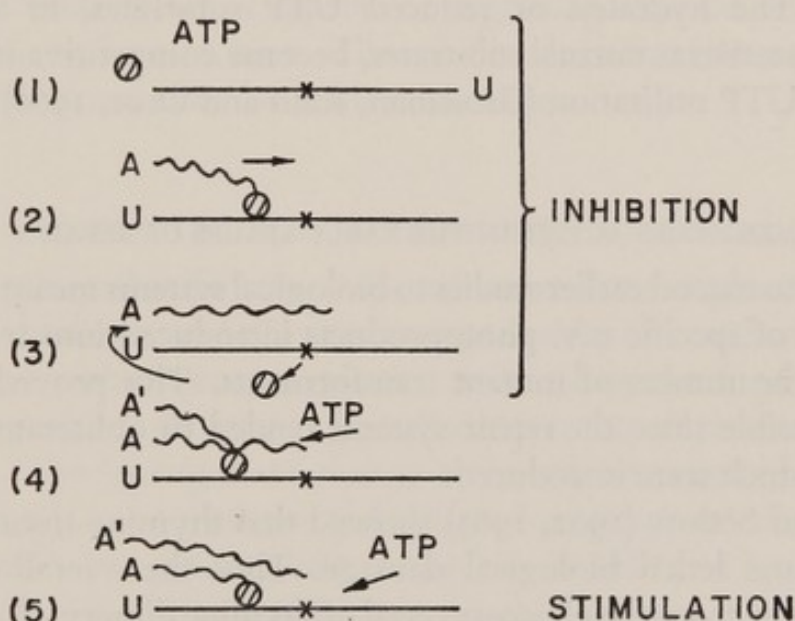 ATP
(1) U
A
(2) U INHIBITION
A
(3) U
A' ATP
A
(4) U
A' ATP
A
(5) U STIMULATION